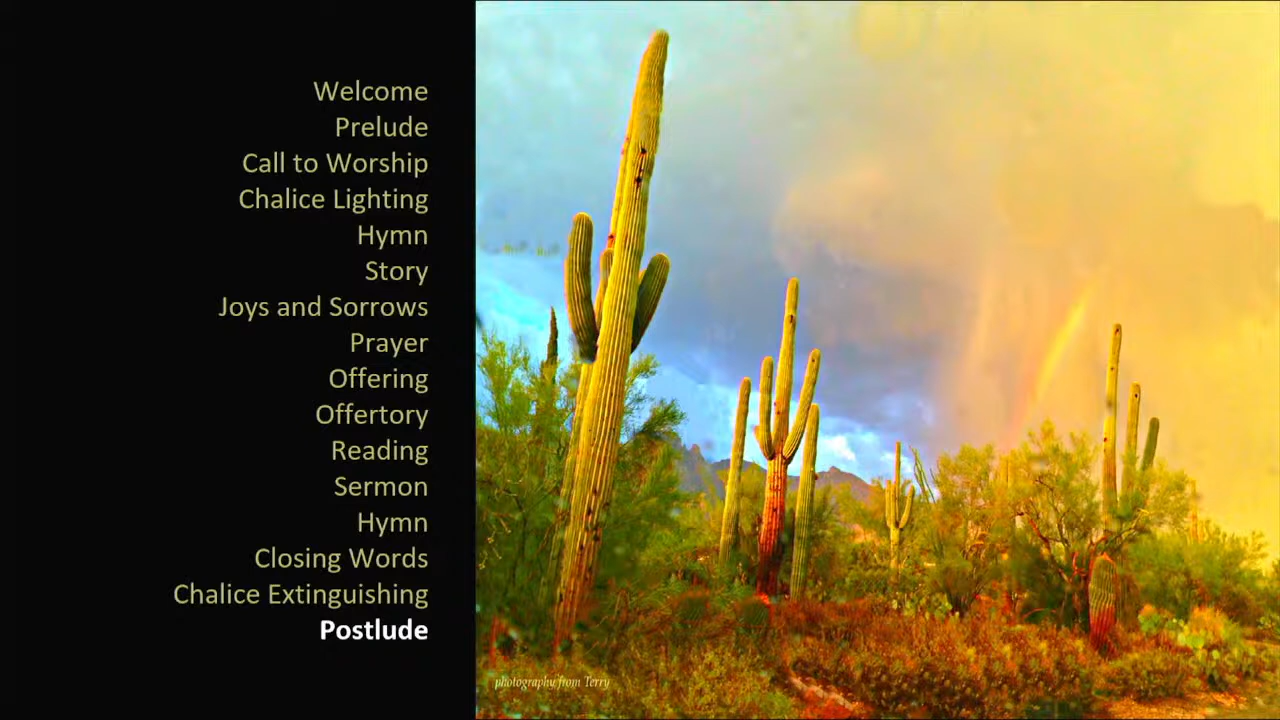 Welcome
Prelude
Call to Worship
Chalice Lighting
Hymn
Story
Joys and Sorrows
Prayer
Offering
Offertory
Reading
Sermon
Hymn
Closing Words
Chalice Extinguishing
Postlude
photography from Terry